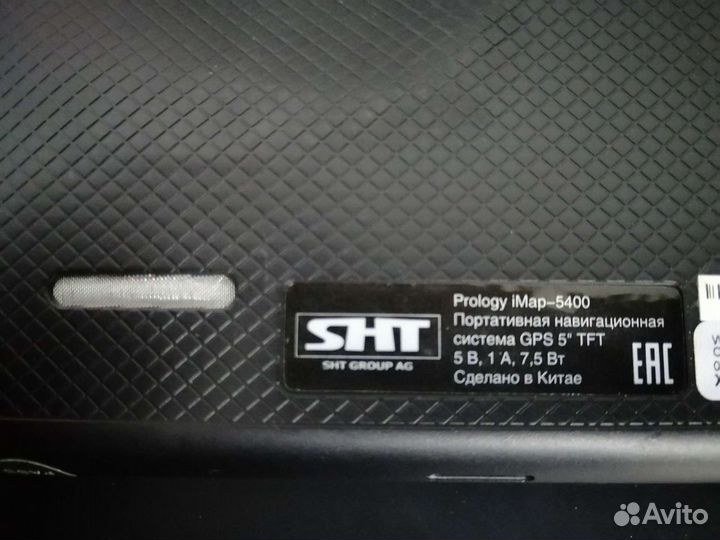 SHT
SHT GROUP AG
Prology iMap-5400
Портативная навигационная
система GPS 5" TFT
5 В, 1 А, 7,5 Вт
Сделано в Китае
EAC
Avito